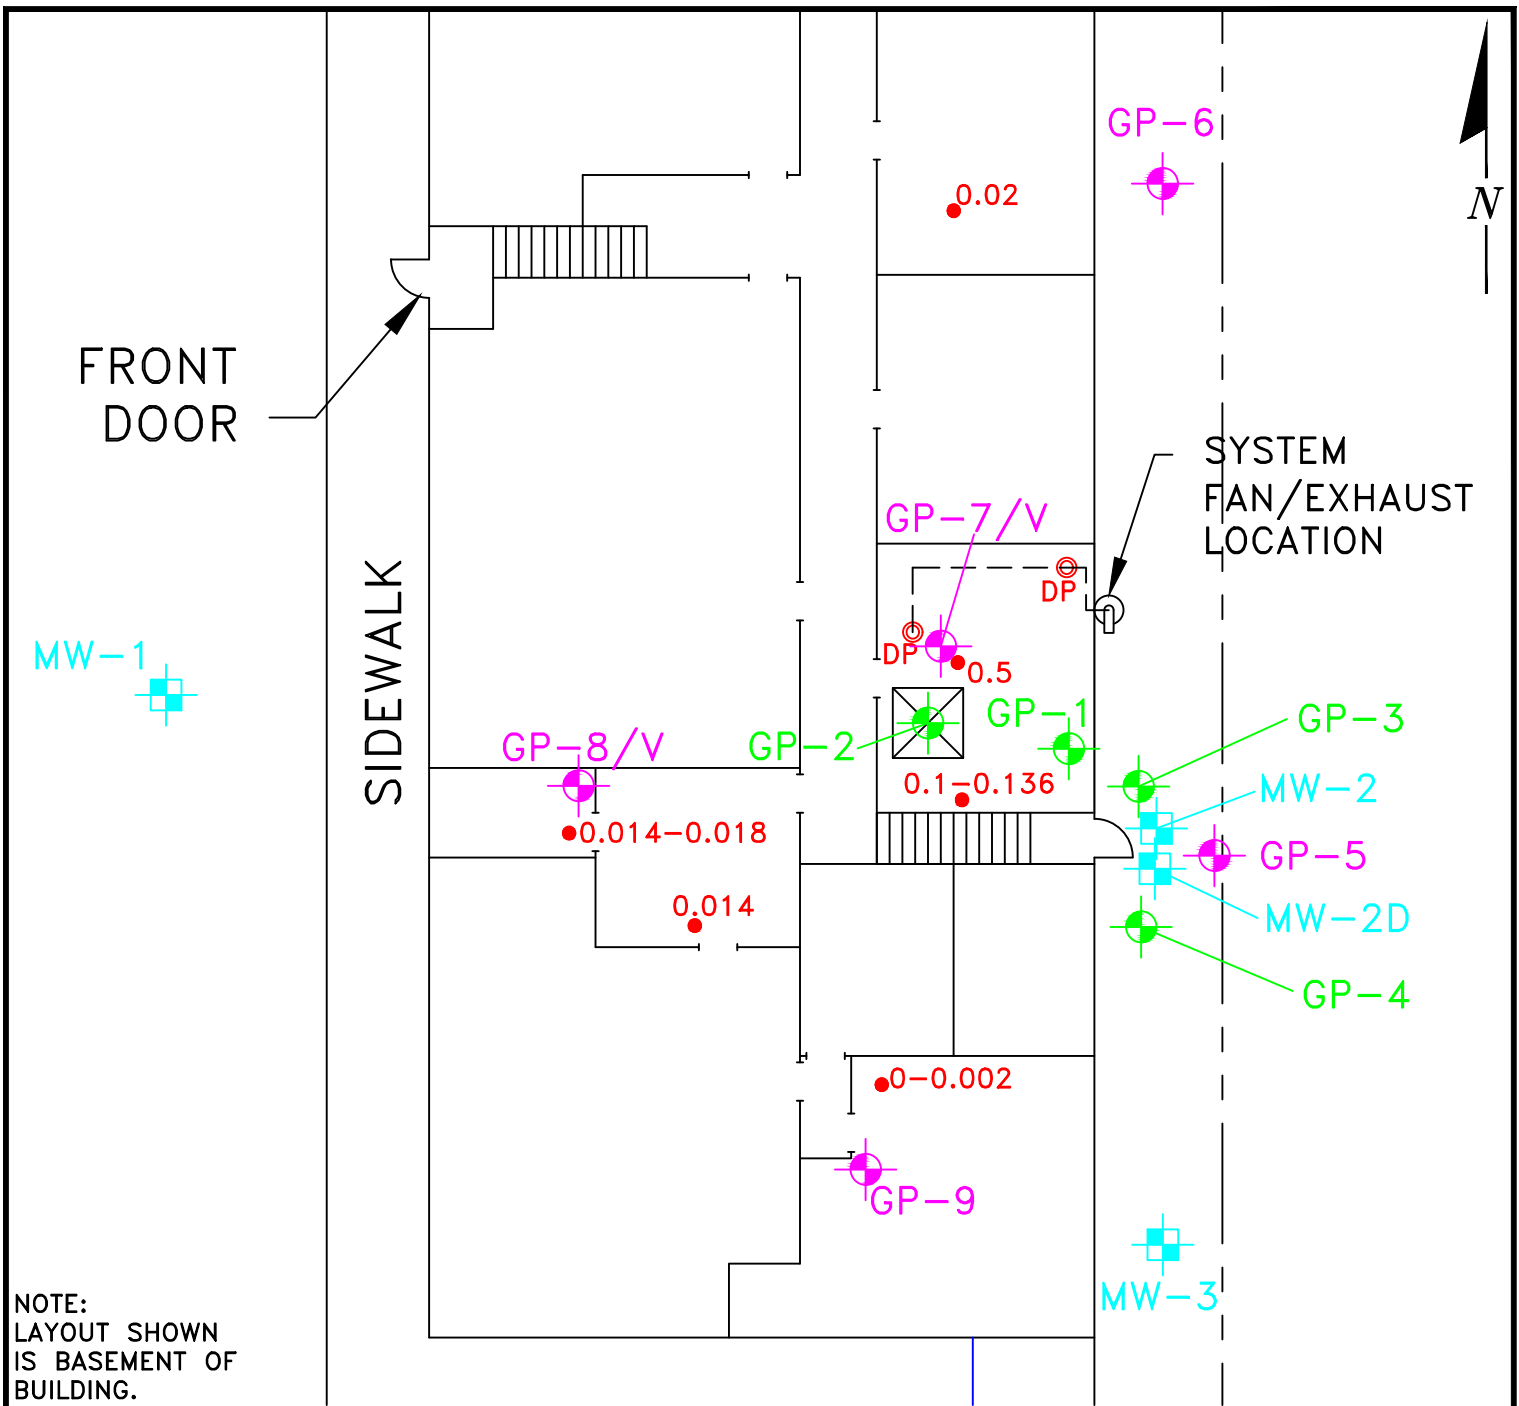 GP-6
N
0.02
FRONT
DOOR
SYSTEM
FAN/EXHAUST
LOCATION
GP-7/V
DP
DP
0.5
SIDEWALK
MW-1
GP-8/V
GP-2
GP-1
GP-3
0.1-0.136
MW-2
0.014-0.018
GP-5
0.014
MW-2D
GP-4
0-0.002
GP-9
MW-3
NOTE:
LAYOUT SHOWN
IS BASEMENT OF
BUILDING.